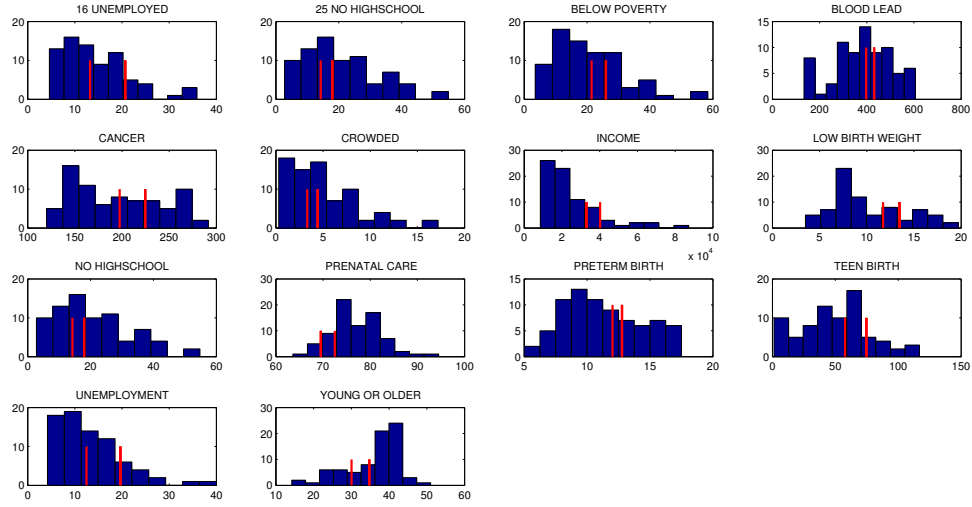 16 UNEMPLOYED 25 NO HIGHSCHOOL BELOW POVERTY BLOOD LEAD
20 20 20 15
10 10 10 10
5
0 0 0 0
0 10 20 30 40 0 20 40 60 0 20 40 60 0 200 400 600 800
CANCER CROWDED INCOME LOW BIRTH WEIGHT
20 20 30 30
20 20
10 10 10 10
0 0 0 0
100 150 200 250 300 0 5 10 15 20 0 20 40 60 80 100 0 5 10 15 20
x 10^4
NO HIGHSCHOOL PRENATAL CARE PRETERM BIRTH TEEN BIRTH
20 30 15 20
20 10
10 10 5 10
0 0 0 0
0 20 40 60 60 70 80 90 100 5 10 15 20 0 50 100 150
UNEMPLOYMENT YOUNG OR OLDER
20 30
20
10 10
0 0
0 10 20 30 40 10 20 30 40 50 60